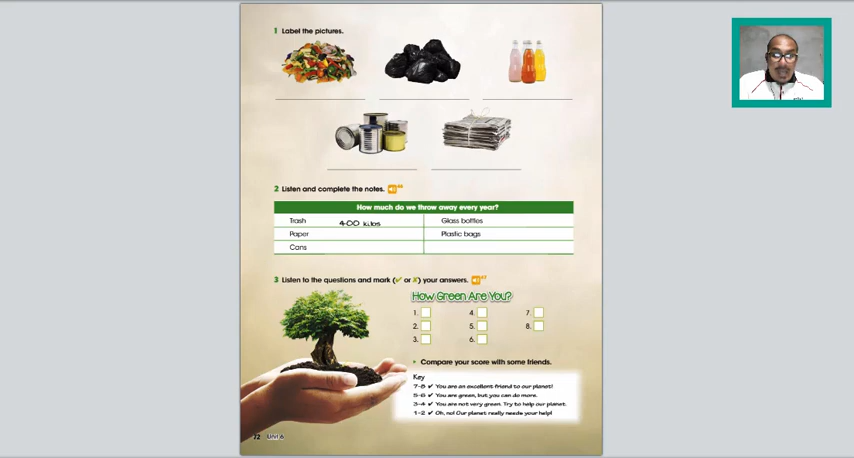 1 Label the pictures.
2 Listen and complete the notes.
How much do we throw away every year?
Trash 400 kilos Glass bottles
Paper Plastic bags
Cans
3 Listen to the questions and mark (✓ or ✗) your answers.
How Green Are You?
1. 4. 7.
2. 5. 8.
3. 6.
Compare your score with some friends.
Key
7-8 ✓ You are an excellent friend to our planet!
5-6 ✓ You are green, but you can do more.
3-4 ✓ You are not very green. Try to help our planet.
1-2 ✓ Oh, no! Our planet really needs your help!
72 Unit 6